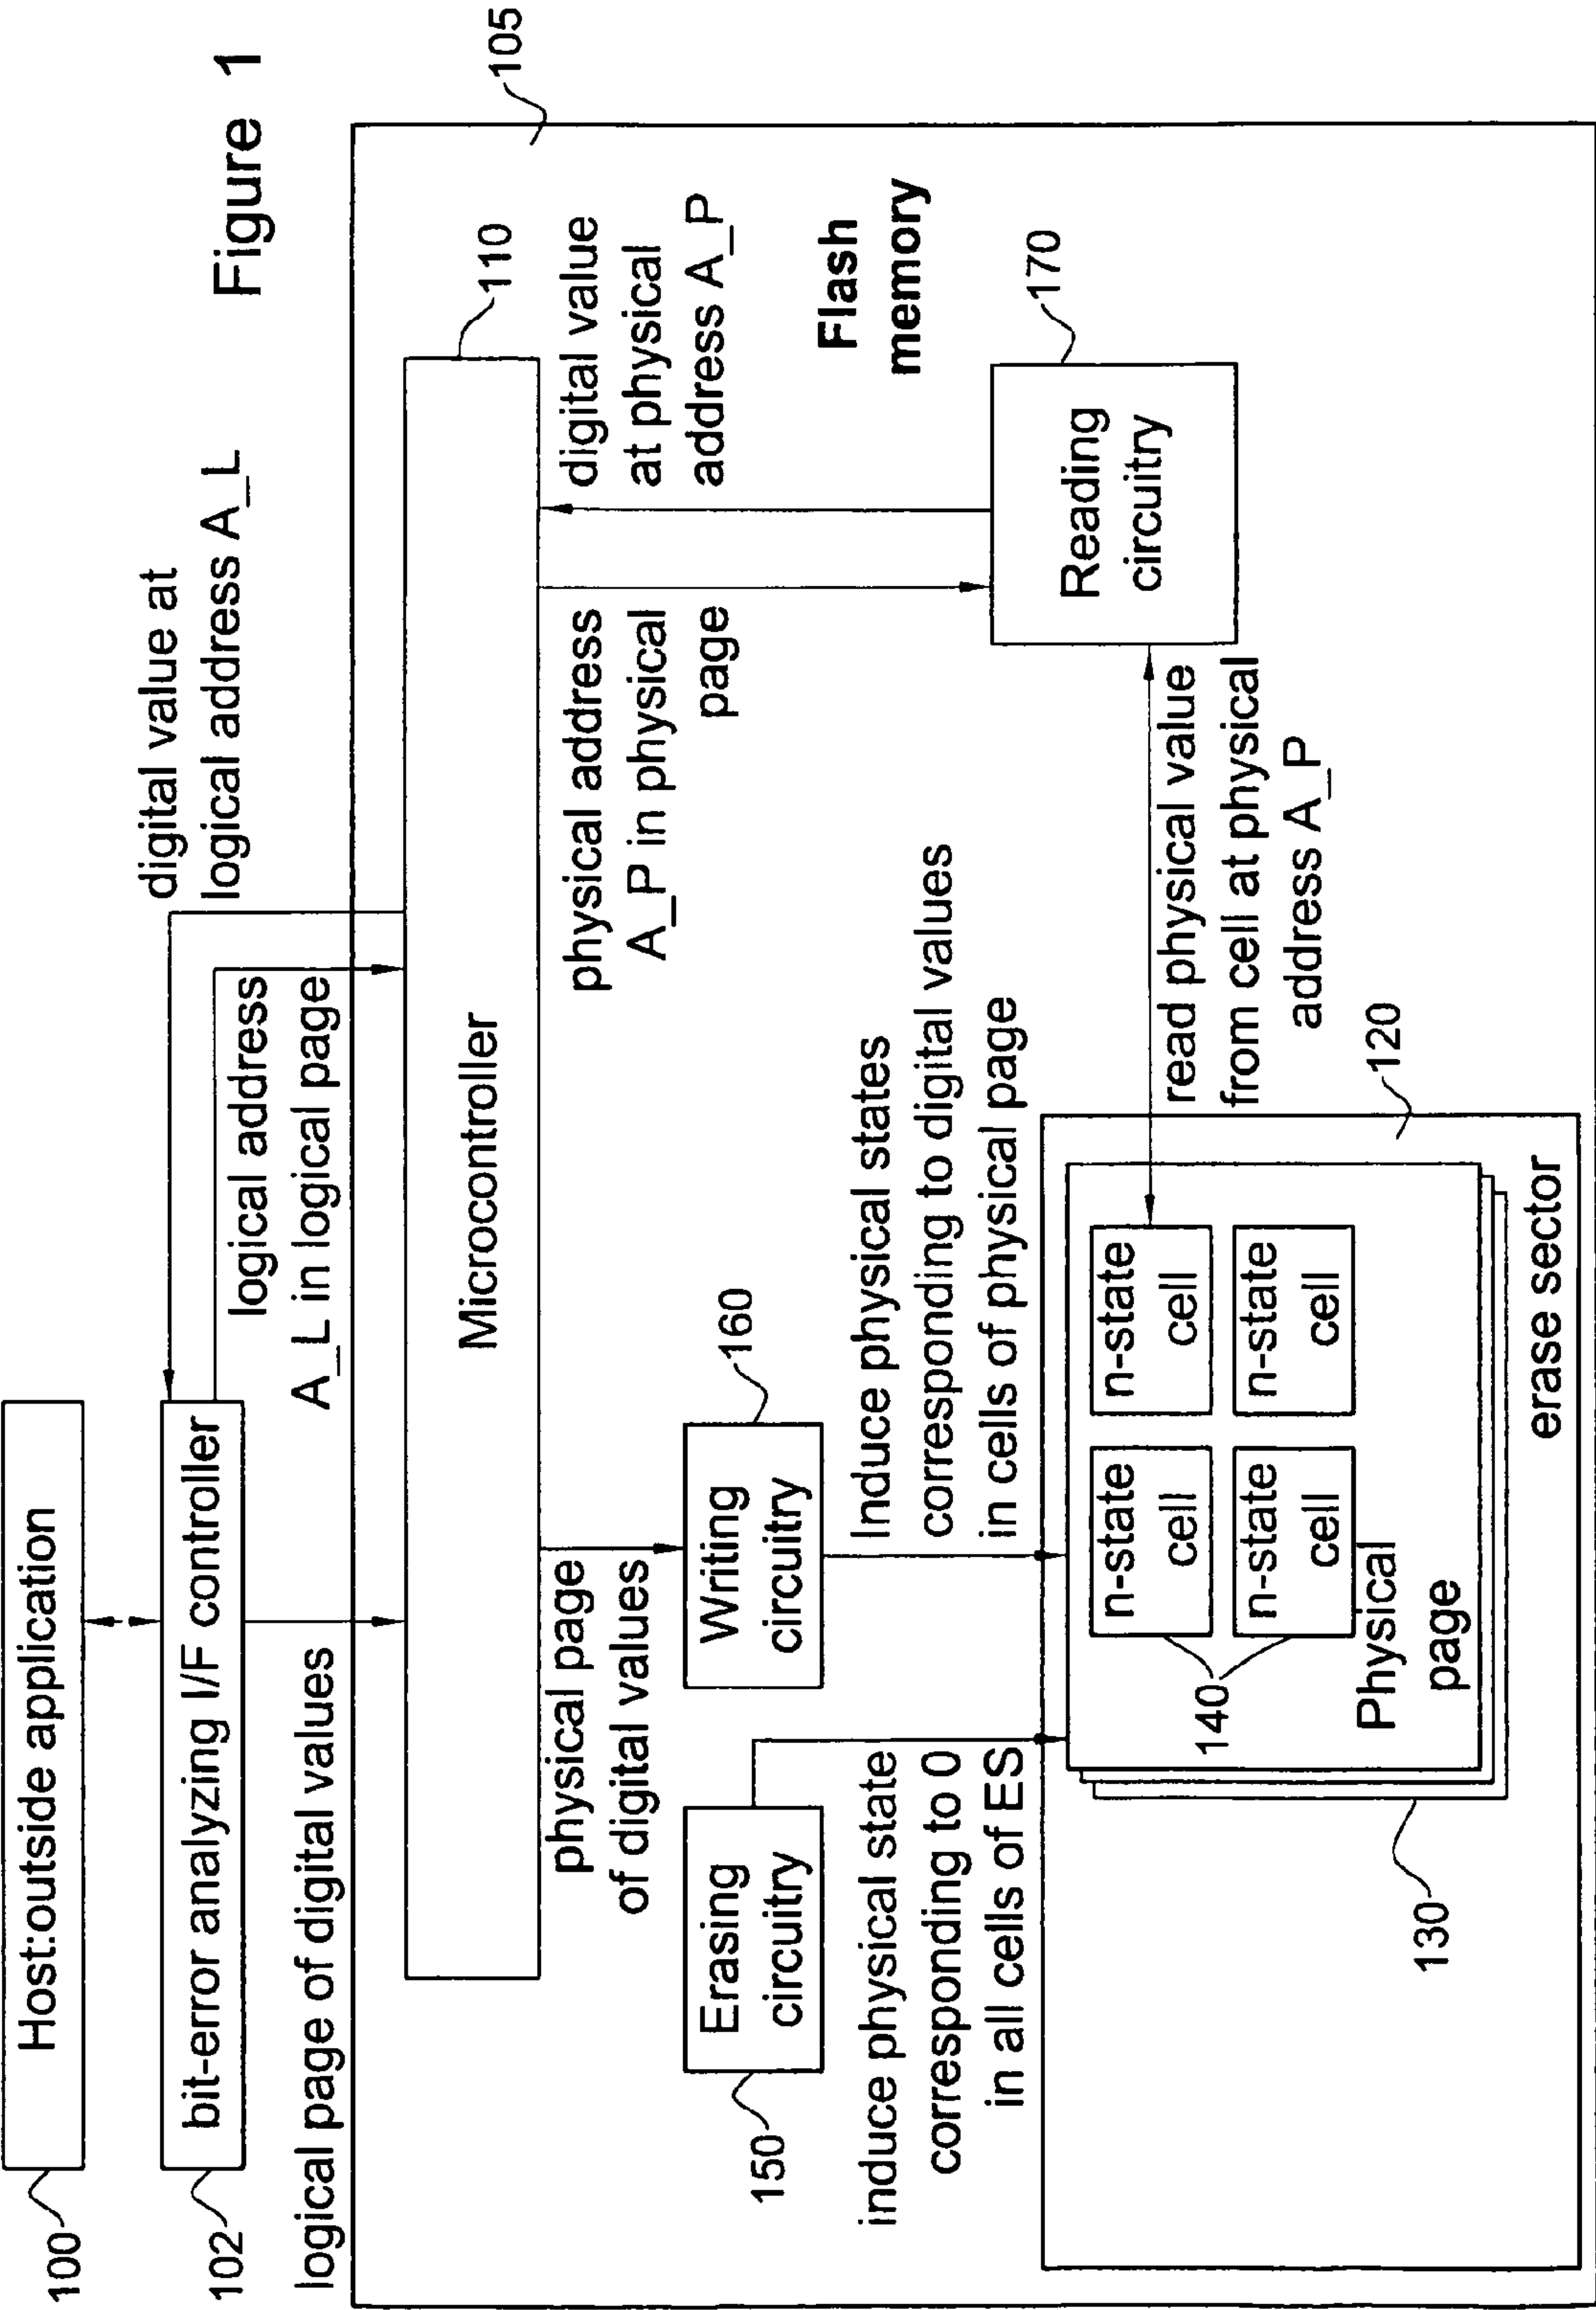 Figure 1
100
Host:outside application
102
bit-error analyzing I/F controller
digital value at
logical address A_L
logical address
A_L in logical page
logical page of digital values
105
110
Microcontroller
physical page
of digital values
physical address
A_P in physical
page
digital value
at physical
address A_P
Flash
memory
150
Erasing
circuitry
160
Writing
circuitry
170
Reading
circuitry
induce physical state
corresponding to 0
in all cells of ES
Induce physical states
corresponding to digital values
in cells of physical page
read physical value
from cell at physical
address A_P
120
n-state
cell
n-state
cell
n-state
cell
n-state
cell
140
Physical
page
130
erase sector